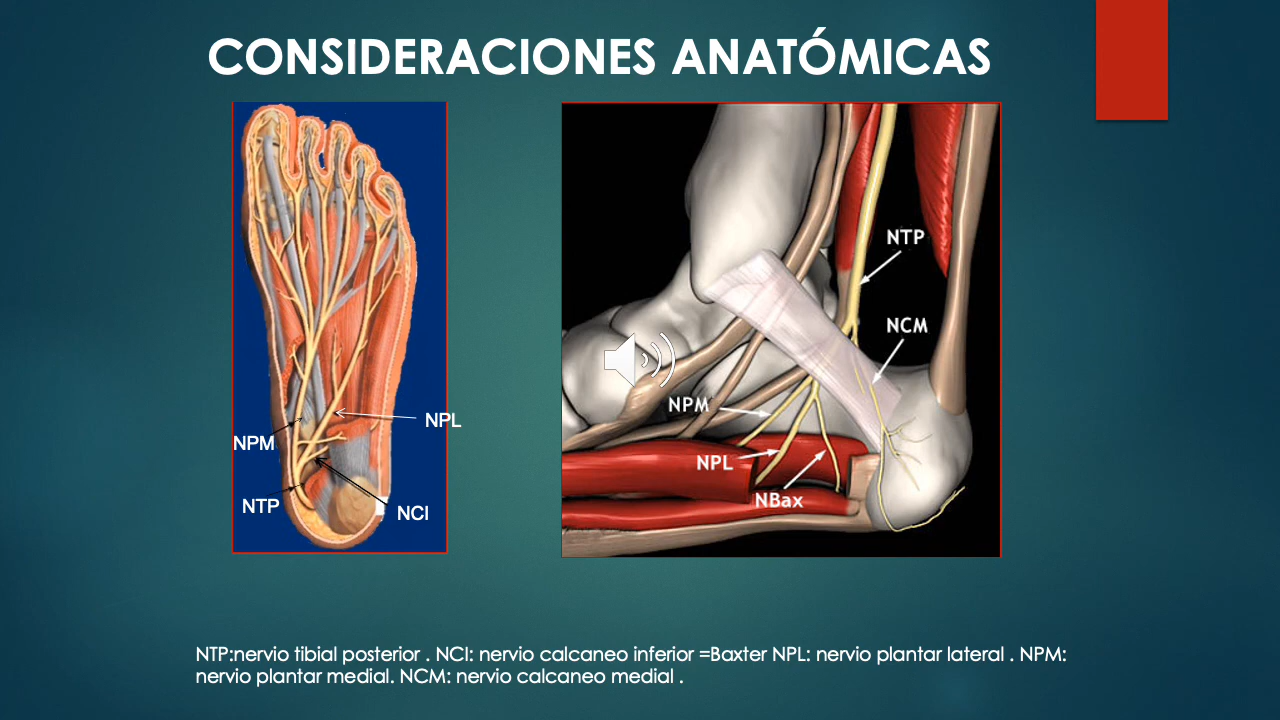 CONSIDERACIONES ANATÓMICAS
NPL
NPM
NTP
NCI
NTP
NCM
NPM
NPL
NBax
NTP:nervio tibial posterior . NCI: nervio calcaneo inferior =Baxter NPL: nervio plantar lateral . NPM:
nervio plantar medial. NCM: nervio calcaneo medial .